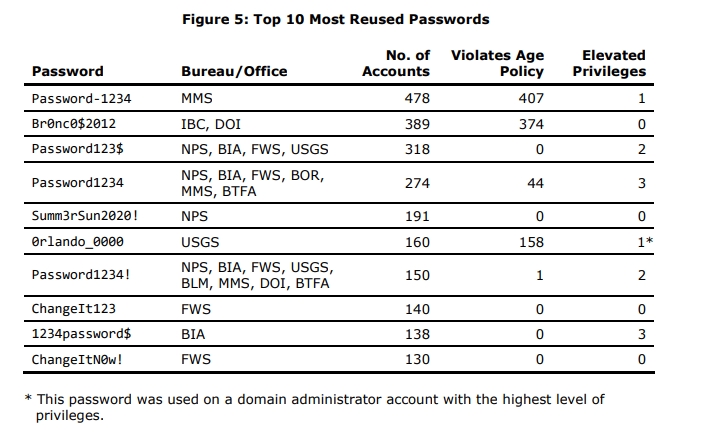 Figure 5: Top 10 Most Reused Passwords
No. of Violates Age Elevated
Password Bureau/Office Accounts Policy Privileges
Password-1234 MMS 478 407 1
Br0nc0$2012 IBC, DOI 389 374 0
Password123$ NPS, BIA, FWS, USGS 318 0 2
Password1234 NPS, BIA, FWS, BOR, 274 44 3
MMS, BTFA
Summ3rSun2020! NPS 191 0 0
0rlando_0000 USGS 160 158 1*
Password1234! NPS, BIA, FWS, USGS, 150 1 2
BLM, MMS, DOI, BTFA
ChangeIt123 FWS 140 0 0
1234password$ BIA 138 0 3
ChangeItN0w! FWS 130 0 0
* This password was used on a domain administrator account with the highest level of
privileges.